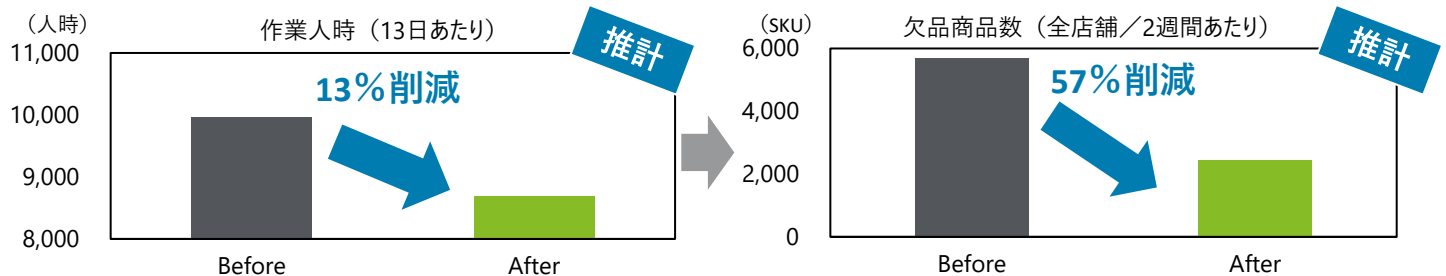 （人時）
作業人時（13日あたり）
推計
11,000
10,000
9,000
8,000
13%削減
Before
After
（SKU）
欠品商品数（全店舗／2週間あたり）
推計
6,000
4,000
2,000
0
57%削減
Before
After